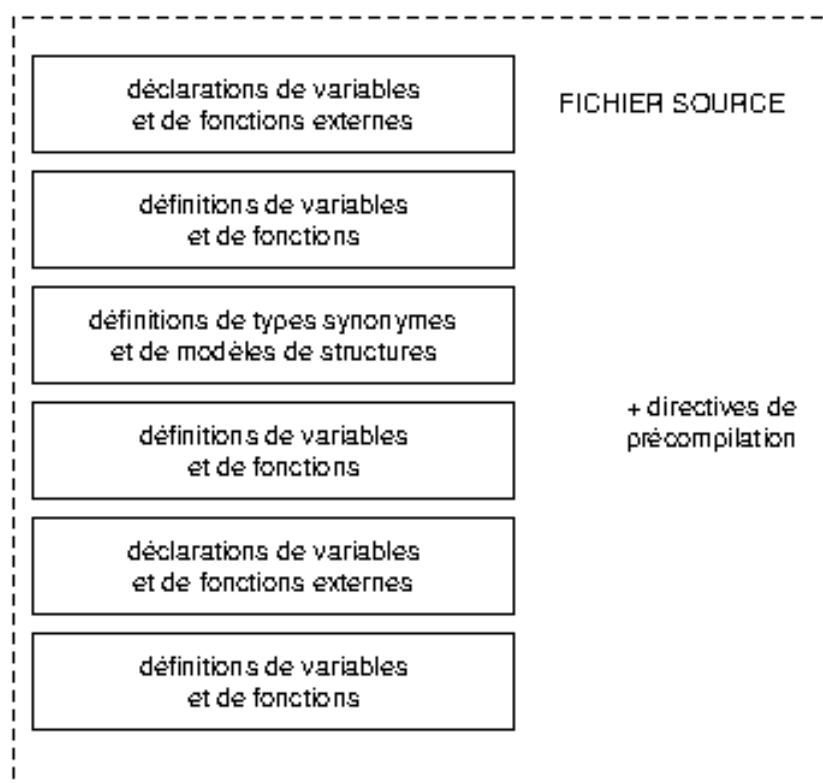 déclarations de variables
et de fonctions externes
FICHIER SOURCE
définitions de variables
et de fonctions
définitions de types synonymes
et de modèles de structures
+ directives de
précompilation
définitions de variables
et de fonctions
déclarations de variables
et de fonctions externes
définitions de variables
et de fonctions